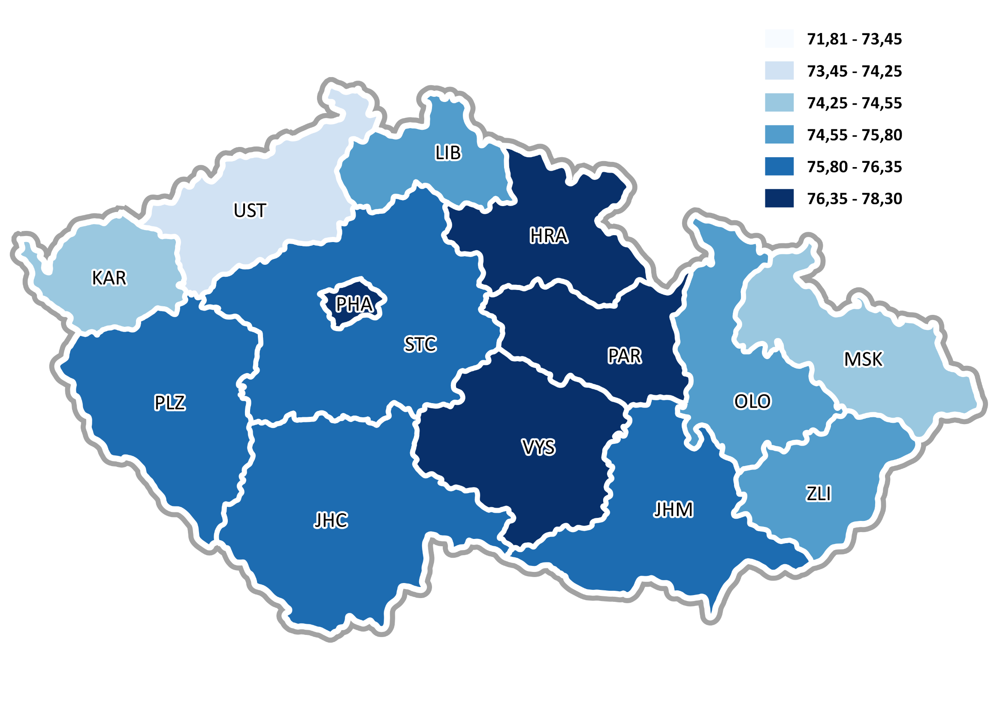 71,81 - 73,45
73,45 - 74,25
74,25 - 74,55
74,55 - 75,80
75,80 - 76,35
76,35 - 78,30
LIB
UST
HRA
KAR
PHA
STC
PAR
MSK
PLZ
OLO
VYS
ZLI
JHM
JHC